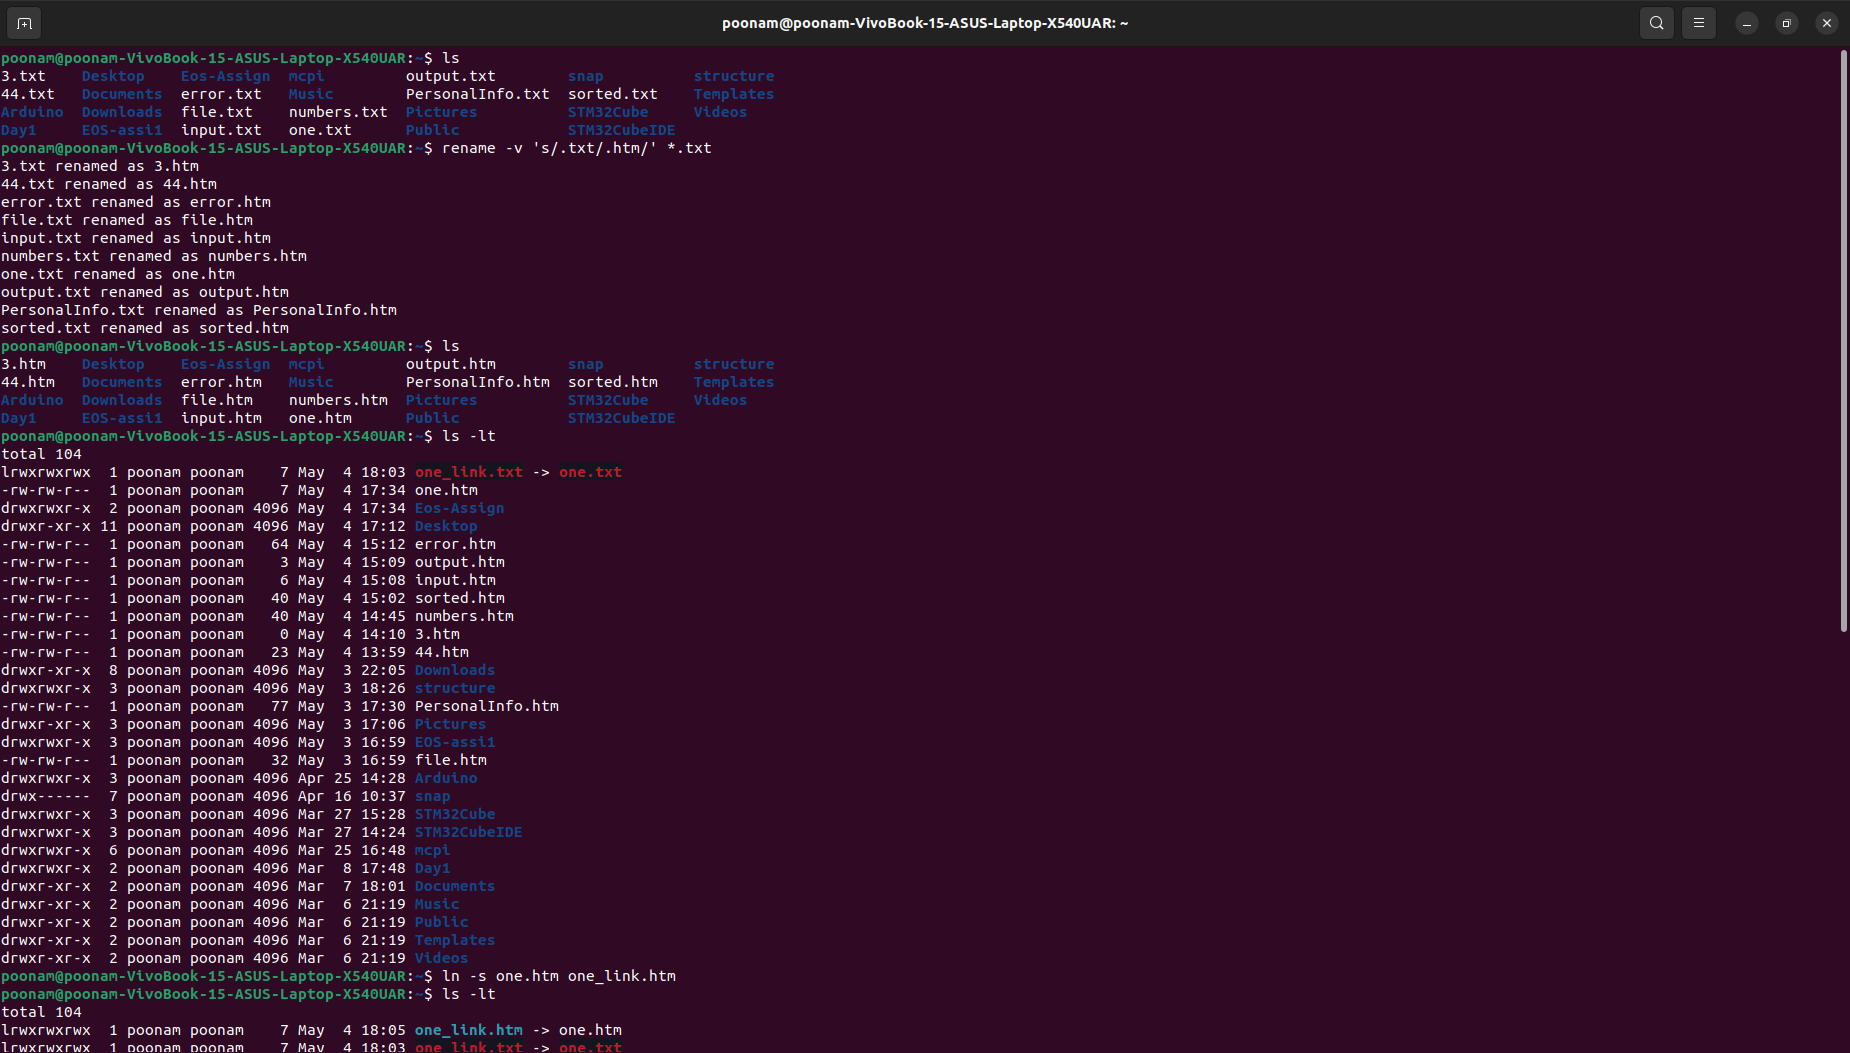 poonam@poonam-VivoBook-15-ASUS-Laptop-X540UAR: ~
poonam@poonam-VivoBook-15-ASUS-Laptop-X540UAR:~$ ls
3.txt    Desktop    Eos-Assign  mcpi         output.txt        snap          structure
44.txt   Documents  error.txt   Music        PersonalInfo.txt  sorted.txt    Templates
Arduino  Downloads  file.txt    numbers.txt  Pictures          STM32Cube     Videos
Day1     EOS-assi1  input.txt   one.txt      Public            STM32CubeIDE
poonam@poonam-VivoBook-15-ASUS-Laptop-X540UAR:~$ rename -v 's/.txt/.htm/' *.txt
3.txt renamed as 3.htm
44.txt renamed as 44.htm
error.txt renamed as error.htm
file.txt renamed as file.htm
input.txt renamed as input.htm
numbers.txt renamed as numbers.htm
one.txt renamed as one.htm
output.txt renamed as output.htm
PersonalInfo.txt renamed as PersonalInfo.htm
sorted.txt renamed as sorted.htm
poonam@poonam-VivoBook-15-ASUS-Laptop-X540UAR:~$ ls
3.htm    Desktop    Eos-Assign  mcpi         output.htm        snap          structure
44.htm   Documents  error.htm   Music        PersonalInfo.htm  sorted.htm    Templates
Arduino  Downloads  file.htm    numbers.htm  Pictures          STM32Cube     Videos
Day1     EOS-assi1  input.htm   one.htm      Public            STM32CubeIDE
poonam@poonam-VivoBook-15-ASUS-Laptop-X540UAR:~$ ls -lt
total 104
lrwxrwxrwx  1 poonam poonam    7 May  4 18:03 one_link.txt -> one.txt
-rw-rw-r--  1 poonam poonam    7 May  4 17:34 one.htm
drwxrwxr-x  2 poonam poonam 4096 May  4 17:34 Eos-Assign
drwxr-xr-x 11 poonam poonam 4096 May  4 17:12 Desktop
-rw-rw-r--  1 poonam poonam   64 May  4 15:12 error.htm
-rw-rw-r--  1 poonam poonam    3 May  4 15:09 output.htm
-rw-rw-r--  1 poonam poonam    6 May  4 15:08 input.htm
-rw-rw-r--  1 poonam poonam   40 May  4 15:02 sorted.htm
-rw-rw-r--  1 poonam poonam   40 May  4 14:45 numbers.htm
-rw-rw-r--  1 poonam poonam    0 May  4 14:10 3.htm
-rw-rw-r--  1 poonam poonam   23 May  4 13:59 44.htm
drwxr-xr-x  8 poonam poonam 4096 May  3 22:05 Downloads
drwxrwxr-x  3 poonam poonam 4096 May  3 18:26 structure
-rw-rw-r--  1 poonam poonam   77 May  3 17:30 PersonalInfo.htm
drwxr-xr-x  3 poonam poonam 4096 May  3 17:06 Pictures
drwxrwxr-x  3 poonam poonam 4096 May  3 16:59 EOS-assi1
-rw-rw-r--  1 poonam poonam   32 May  3 16:59 file.htm
drwxrwxr-x  3 poonam poonam 4096 Apr 25 14:28 Arduino
drwx------  7 poonam poonam 4096 Apr 16 10:37 snap
drwxrwxr-x  3 poonam poonam 4096 Mar 27 15:28 STM32Cube
drwxrwxr-x  3 poonam poonam 4096 Mar 27 14:24 STM32CubeIDE
drwxrwxr-x  6 poonam poonam 4096 Mar 25 16:48 mcpi
drwxrwxr-x  2 poonam poonam 4096 Mar  8 17:48 Day1
drwxr-xr-x  2 poonam poonam 4096 Mar  7 18:01 Documents
drwxr-xr-x  2 poonam poonam 4096 Mar  6 21:19 Music
drwxr-xr-x  2 poonam poonam 4096 Mar  6 21:19 Public
drwxr-xr-x  2 poonam poonam 4096 Mar  6 21:19 Templates
drwxr-xr-x  2 poonam poonam 4096 Mar  6 21:19 Videos
poonam@poonam-VivoBook-15-ASUS-Laptop-X540UAR:~$ ln -s one.htm one_link.htm
poonam@poonam-VivoBook-15-ASUS-Laptop-X540UAR:~$ ls -lt
total 104
lrwxrwxrwx  1 poonam poonam    7 May  4 18:05 one_link.htm -> one.htm
lrwxrwxrwx  1 poonam poonam    7 May  4 18:03 one_link.txt -> one.txt